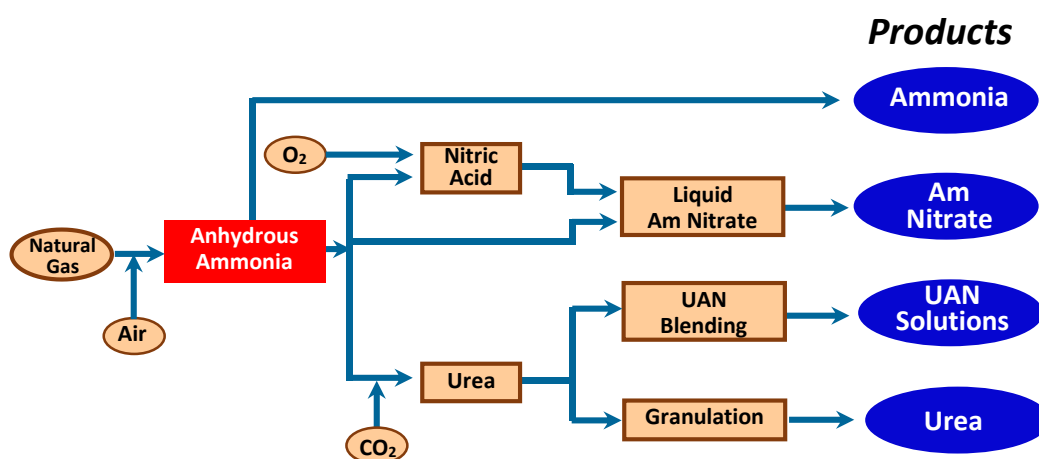 Products
Ammonia
O₂
Nitric
Acid
Liquid
Am Nitrate
Am
Nitrate
Anhydrous
Ammonia
Natural
Gas
Air
UAN
Blending
UAN
Solutions
Urea
Granulation
Urea
CO₂